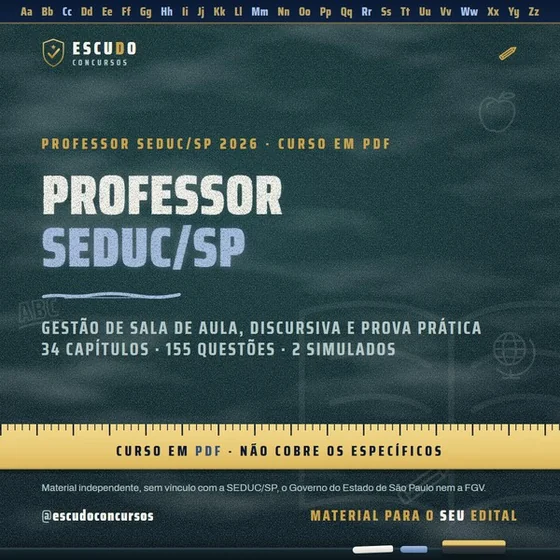 Aa Bb Cc Dd Ee Ff Gg Hh Ii Jj Kk Ll Mm Nn Oo Pp Qq Rr Ss Tt Uu Vv Ww Xx Yy Zz
ESCUDO
CONCURSOS
PROFESSOR SEDUC/SP 2026 · CURSO EM PDF
PROFESSOR
SEDUC/SP
ABC
GESTÃO DE SALA DE AULA, DISCURSIVA E PROVA PRÁTICA
34 CAPÍTULOS · 155 QUESTÕES · 2 SIMULADOS
CURSO EM PDF · NÃO COBRE OS ESPECÍFICOS
Material independente, sem vínculo com a SEDUC/SP, o Governo do Estado de São Paulo nem a FGV.
@escudoconcursos
MATERIAL PARA O SEU EDITAL